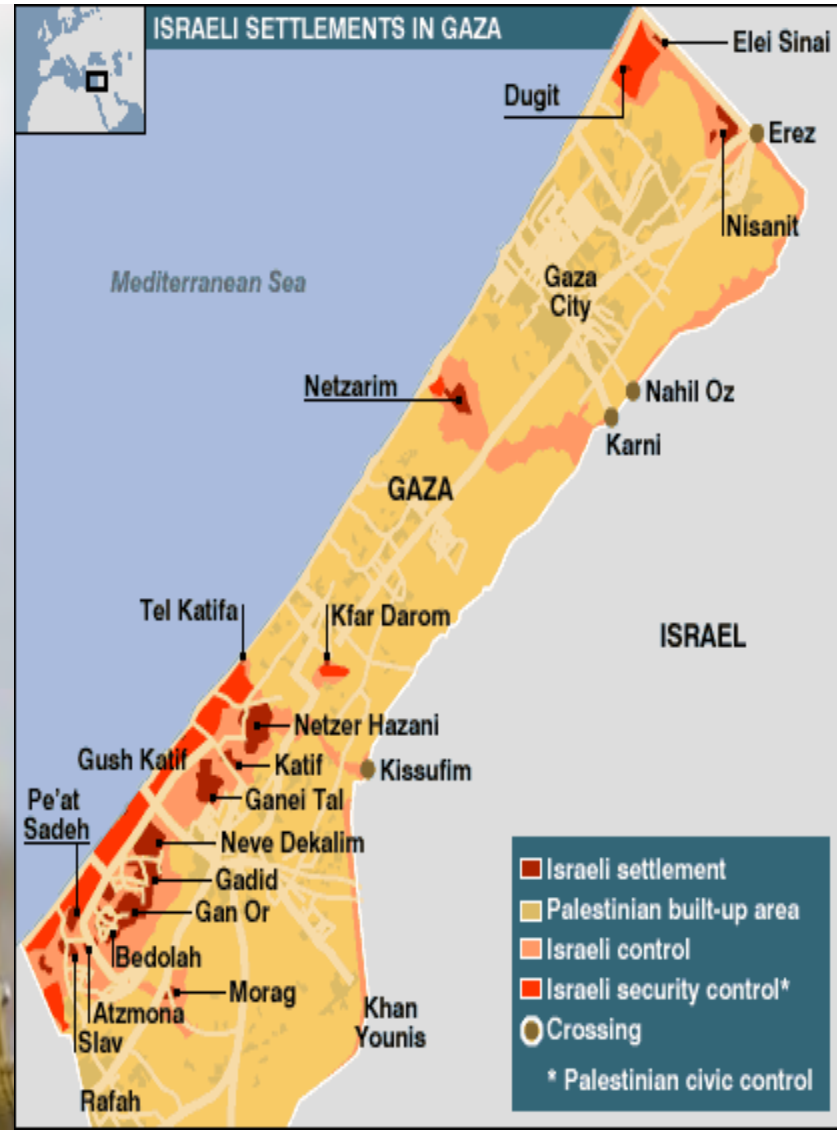 ISRAELI SETTLEMENTS IN GAZA
Elei Sinai
Dugit
Erez
Nisanit
Mediterranean Sea
Gaza
City
Netzarim
Nahil Oz
Karni
GAZA
Tel Katifa
Kfar Darom
ISRAEL
Netzer Hazani
Gush Katif
Katif
Kissufim
Ganei Tal
Pe'at
Sadeh
Neve Dekalim
Gadid
Gan Or
Bedolah
Morag
Atzmona
Slav
Khan
Younis
Rafah
Israeli settlement
Palestinian built-up area
Israeli control
Israeli security control*
Crossing
* Palestinian civic control